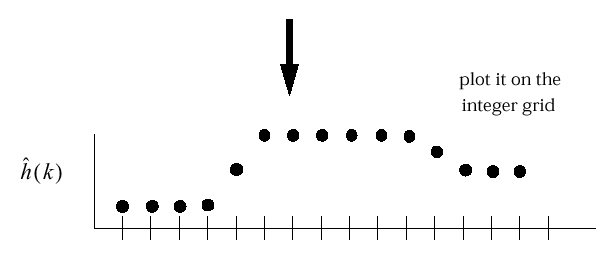 plot it on the
integer grid
ĥ(k)